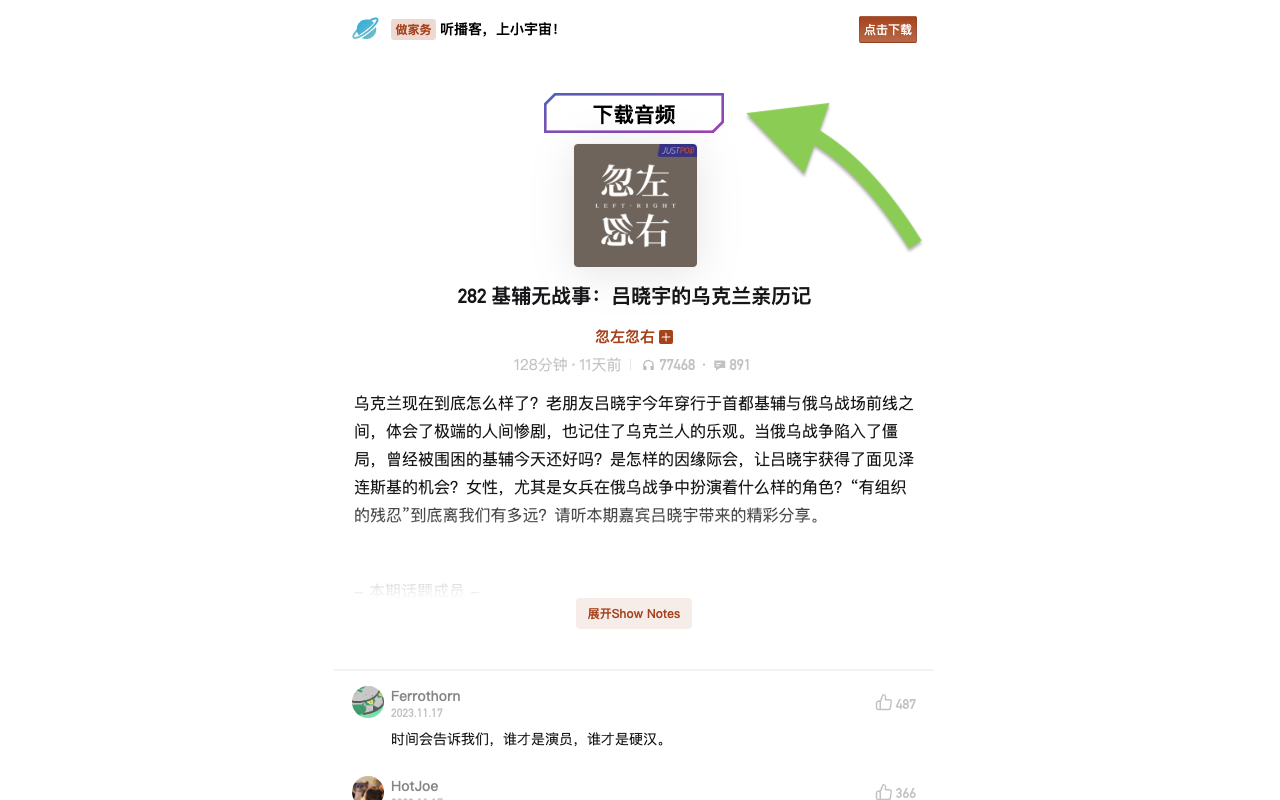 做家务 听播客，上小宇宙！
点击下载
下载音频
JUSTPOD
忽左
LEFT·RIGHT
忽右
282 基辅无战事：吕晓宇的乌克兰亲历记
忽左忽右
128分钟 · 11天前 77468 · 891
乌克兰现在到底怎么样了？老朋友吕晓宇今年穿行于首都基辅与俄乌战场前线之
间，体会了极端的人间惨剧，也记住了乌克兰人的乐观。当俄乌战争陷入了僵
局，曾经被围困的基辅今天还好吗？是怎样的因缘际会，让吕晓宇获得了面见泽
连斯基的机会？女性，尤其是女兵在俄乌战争中扮演着什么样的角色？“有组织
的残忍”到底离我们有多远？请听本期嘉宾吕晓宇带来的精彩分享。
– 本期话题成员 –
展开Show Notes
Ferrothorn
487
2023.11.17
时间会告诉我们，谁才是演员，谁才是硬汉。
HotJoe
366